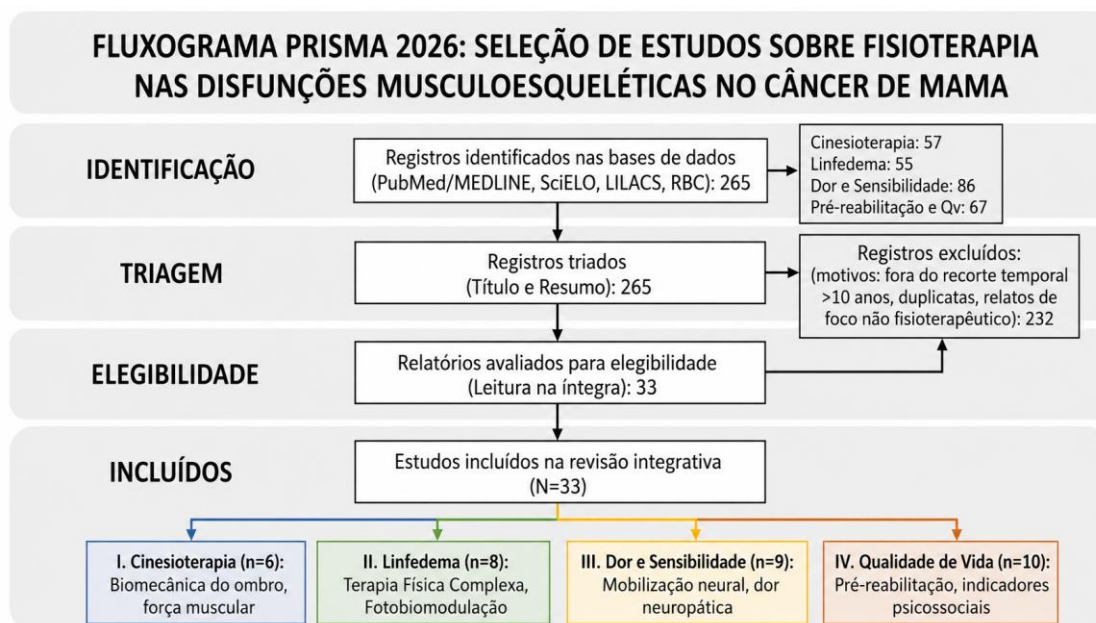 FLUXOGRAMA PRISMA 2026: SELEÇÃO DE ESTUDOS SOBRE FISIOTERAPIA
NAS DISFUNÇÕES MUSCULOESQUELÉTICAS NO CÂNCER DE MAMA
IDENTIFICAÇÃO
Registros identificados nas bases de dados
(PubMed/MEDLINE, SciELO, LILACS, RBC): 265
Cinesioterapia: 57
Linfedema: 55
Dor e Sensibilidade: 86
Pré-reabilitação e Qv: 67
TRIAGEM
Registros triados
(Título e Resumo): 265
Registros excluídos:
(motivos: fora do recorte temporal
>10 anos, duplicatas, relatos de
foco não fisioterapêutico): 232
ELEGIBILIDADE
Relatórios avaliados para elegibilidade
(Leitura na íntegra): 33
INCLUÍDOS
Estudos incluídos na revisão integrativa
(N=33)
I. Cinesioterapia (n=6):
Biomecânica do ombro,
força muscular
II. Linfedema (n=8):
Terapia Física Complexa,
Fotobiomodulação
III. Dor e Sensibilidade (n=9):
Mobilização neural, dor
neuropática
IV. Qualidade de Vida (n=10):
Pré-reabilitação, indicadores
psicossociais